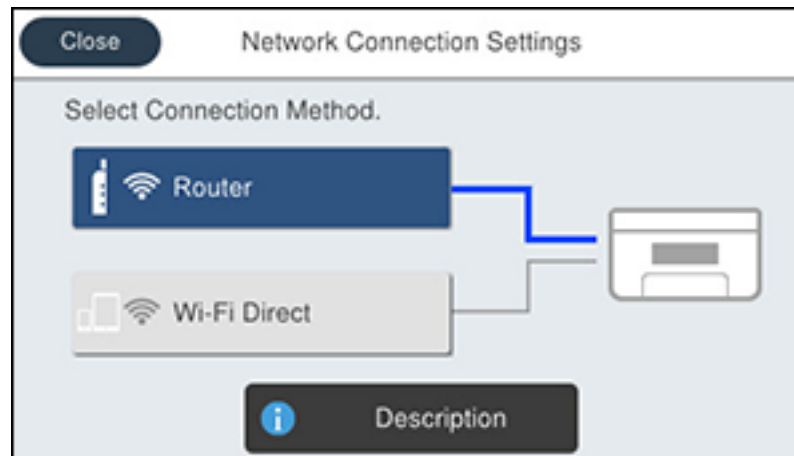 Close
Network Connection Settings
Select Connection Method.
Router
Wi-Fi Direct
Description